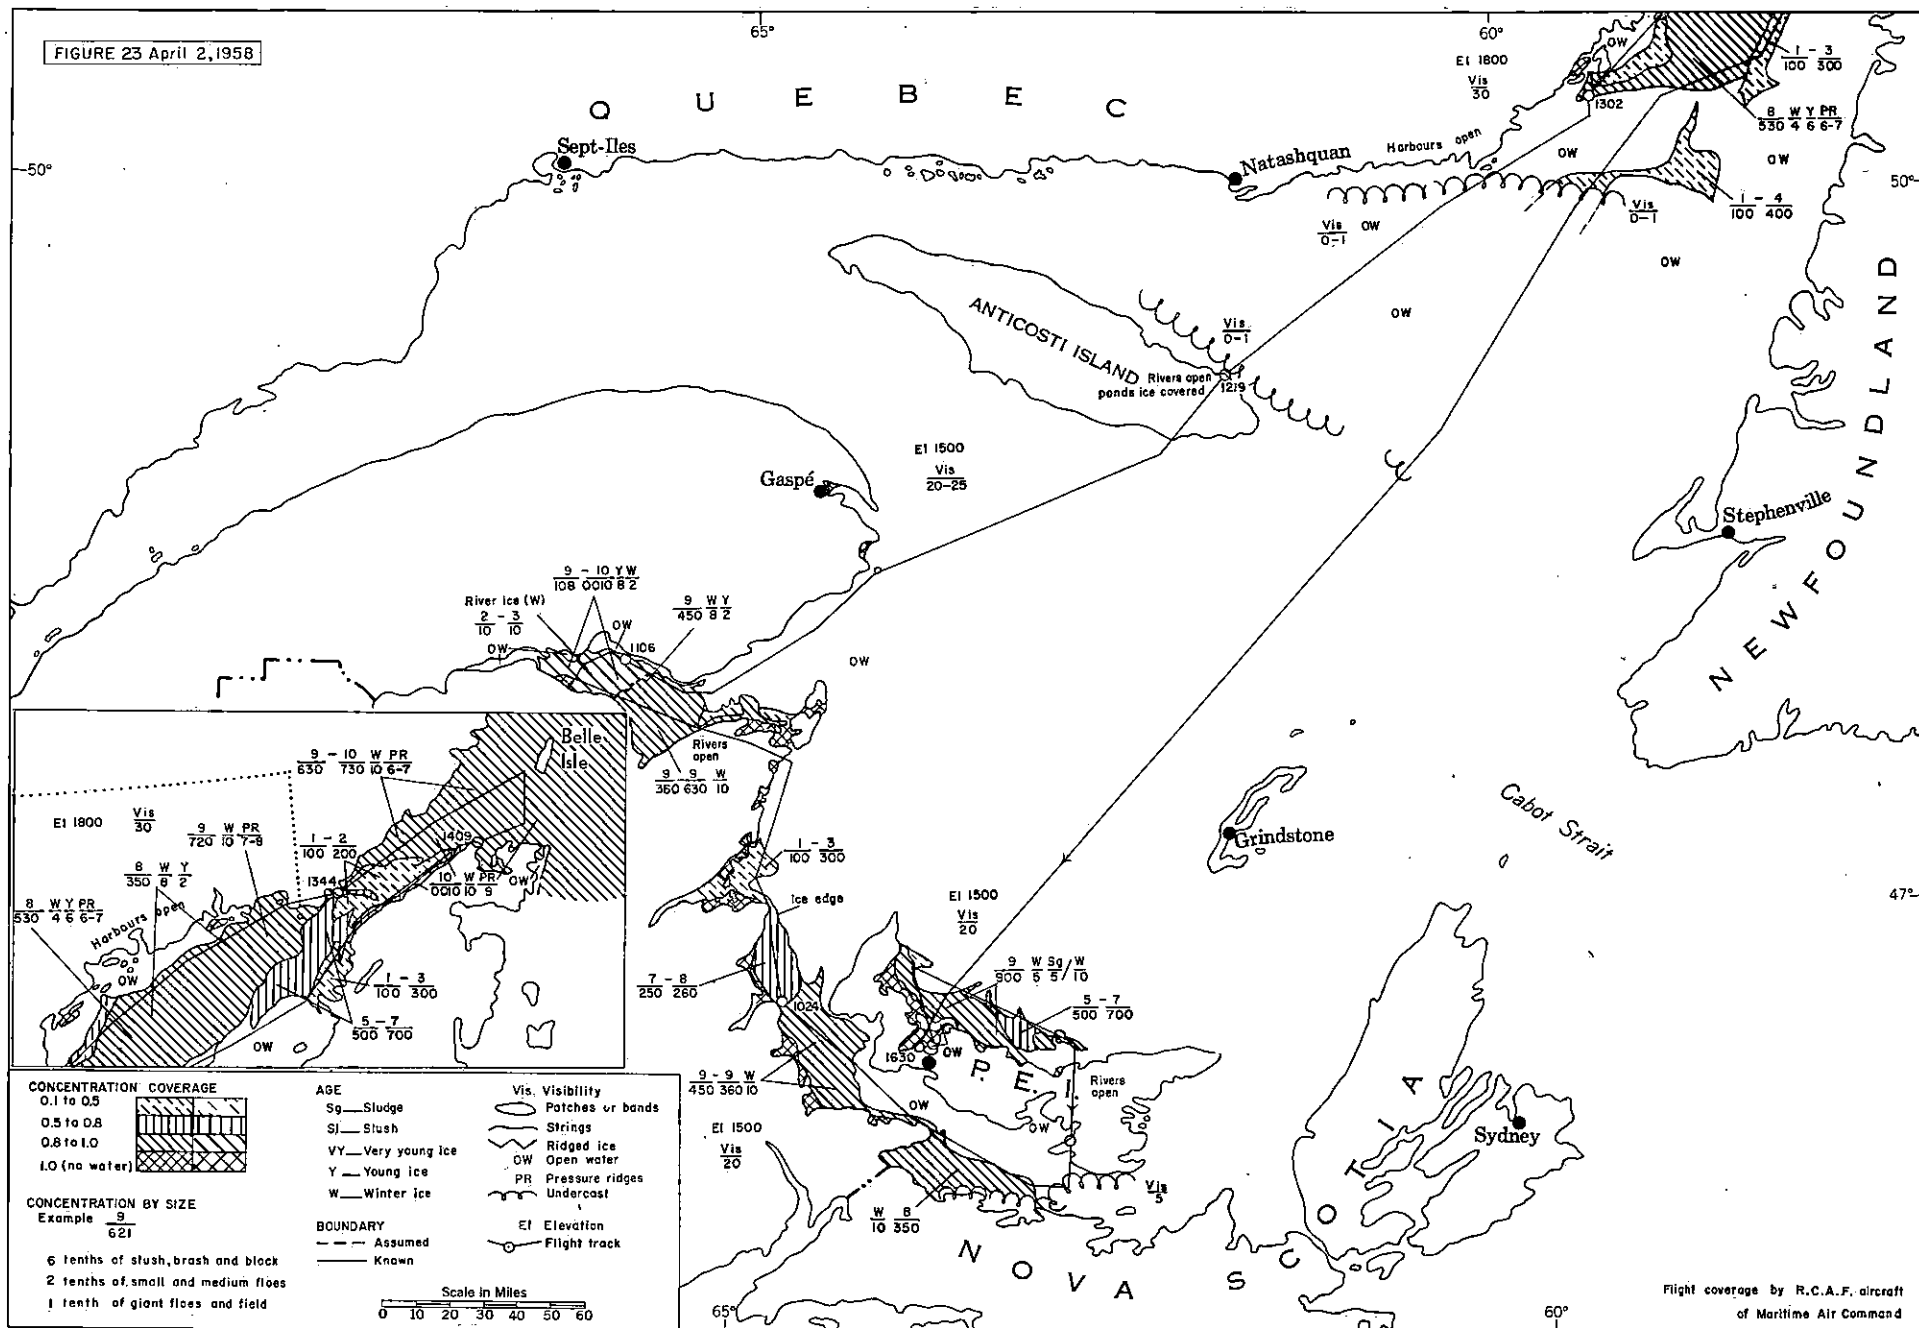 FIGURE 23 April 2, 1958
65°
60°
QUEBEC
El 1800
Vis
30
OW
1302
1 - 3
100 300
8 W Y PR
530 4 6 6-7
Sept-Iles
50°
Natashquan
Harbours open
OW
OW
50°
1 - 4
100 400
Vis
0-1
OW
Vis
0-1
OW
ANTICOSTI ISLAND
Vis
0-1
OW
Rivers open
ponds ice covered
1219
El 1500
Vis
20-25
Gaspé
Stephenville
NEWFOUNDLAND
9 - 10 Y W
108 0010 8 2
River Ice (W)
2 - 3
10 10
9 W Y
450 8 2
OW
OW
1106
OW
Rivers
open
9 - 9 W
350 630 10
Belle
Isle
9 - 10 W PR
630 730 10 6-7
El 1800
Vis
30
9 W PR
720 10 7-8
1 - 2
100 200
1409
8 W Y
350 8 2
1344
10 W PR
0010 10 9
OW
8 W Y PR
530 4 6 6-7
Harbours open
OW
1 - 3
100 300
5 - 7
500 700
OW
Grindstone
Cabot Strait
1 - 3
100 300
Ice edge
47°
El 1500
Vis
20
7 - 8
250 260
1024
9 W Sg/W
900 5 5/10
5 - 7
500 700
1630
OW
P.E.I.
Rivers
open
9 - 9 W
450 360 10
OW
OW
El 1500
Vis
20
Vis
5
W 8
10 350
Sydney
NOVA SCOTIA
CONCENTRATION COVERAGE
0.1 to 0.5
0.5 to 0.8
0.8 to 1.0
1.0 (no water)
CONCENTRATION BY SIZE
Example 9
621
6 tenths of slush, brash and block
2 tenths of small and medium floes
1 tenth of giant floes and field
AGE
Sg Sludge
Sl Slush
VY Very young ice
Y Young ice
W Winter ice
BOUNDARY
Assumed
Known
Vis. Visibility
Patches or bands
Strings
Ridged ice
OW Open water
PR Pressure ridges
Undercast
El Elevation
Flight track
Scale in Miles
0 10 20 30 40 50 60
65°
60°
Flight coverage by R.C.A.F. aircraft
of Maritime Air Command